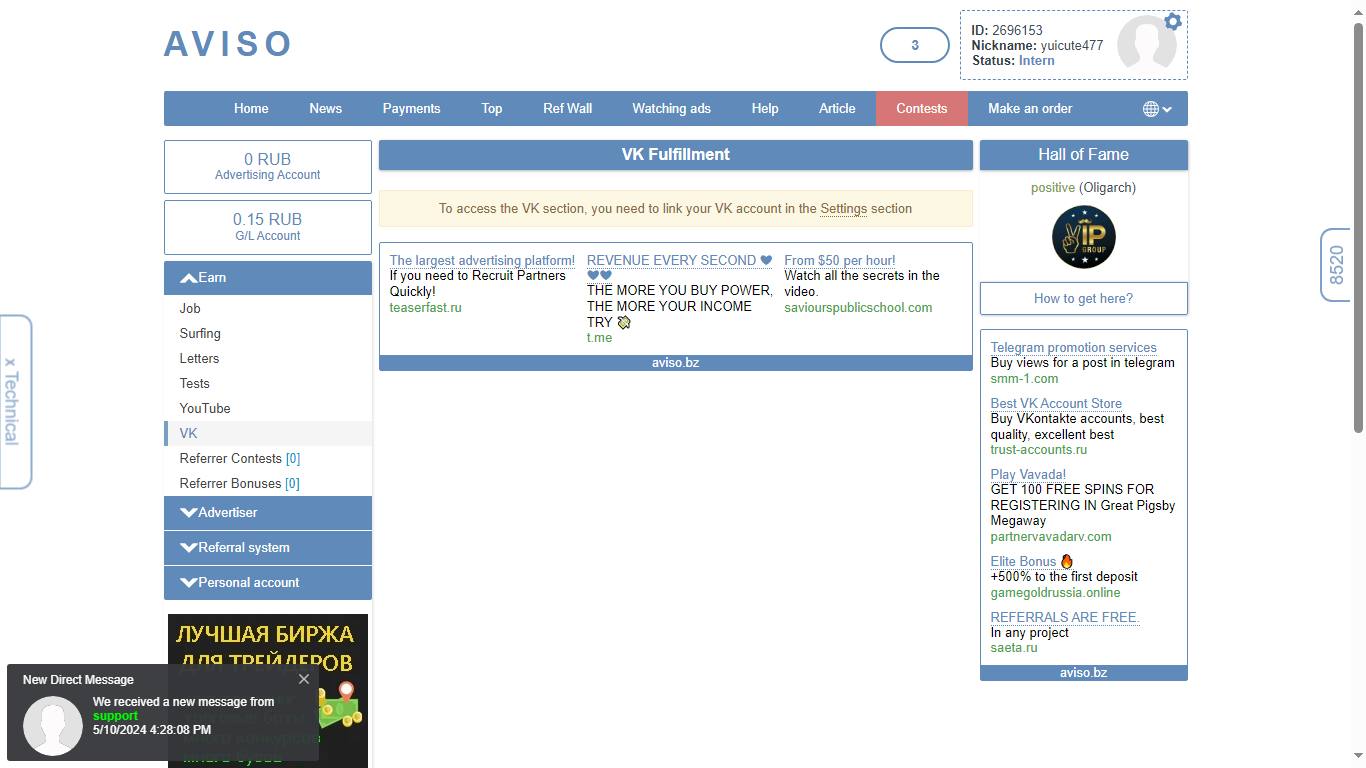 AVISO
3
ID: 2696153
Nickname: yuicute477
Status: Intern
Home News Payments Top Ref Wall Watching ads Help Article Contests Make an order
0 RUB
Advertising Account
0.15 RUB
G/L Account
Earn
Job
Surfing
Letters
Tests
YouTube
VK
Referrer Contests [0]
Referrer Bonuses [0]
Advertiser
Referral system
Personal account
ЛУЧШАЯ БИРЖА
ДЛЯ ТРЕЙДЕРОВ
x Technical
New Direct Message
We received a new message from
support
5/10/2024 4:28:08 PM
VK Fulfillment
To access the VK section, you need to link your VK account in the Settings section
The largest advertising platform!
If you need to Recruit Partners
Quickly!
teaserfast.ru
REVENUE EVERY SECOND
THE MORE YOU BUY POWER,
THE MORE YOUR INCOME
TRY
t.me
From $50 per hour!
Watch all the secrets in the
video.
saviourspublicschool.com
aviso.bz
Hall of Fame
positive (Oligarch)
VIP
GROUP
How to get here?
Telegram promotion services
Buy views for a post in telegram
smm-1.com
Best VK Account Store
Buy VKontakte accounts, best
quality, excellent best
trust-accounts.ru
Play Vavada!
GET 100 FREE SPINS FOR
REGISTERING IN Great Pigsby
Megaway
partnervavadarv.com
Elite Bonus
+500% to the first deposit
gamegoldrussia.online
REFERRALS ARE FREE.
In any project
saeta.ru
aviso.bz
8520